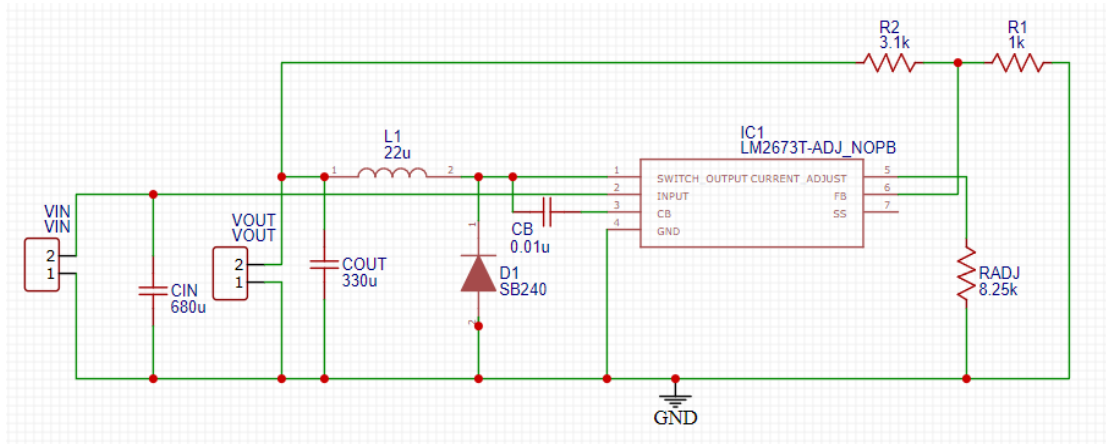 R2
3.1k
R1
1k
L1
22u
1
2
IC1
LM2673T-ADJ_NOPB
1
SWITCH_OUTPUT
CURRENT_ADJUST
5
2
INPUT
FB
6
3
CB
SS
7
4
GND
VIN
VIN
2
1
VOUT
VOUT
2
1
CIN
680u
COUT
330u
CB
0.01u
1
D1
SB240
2
RADJ
8.25k
GND